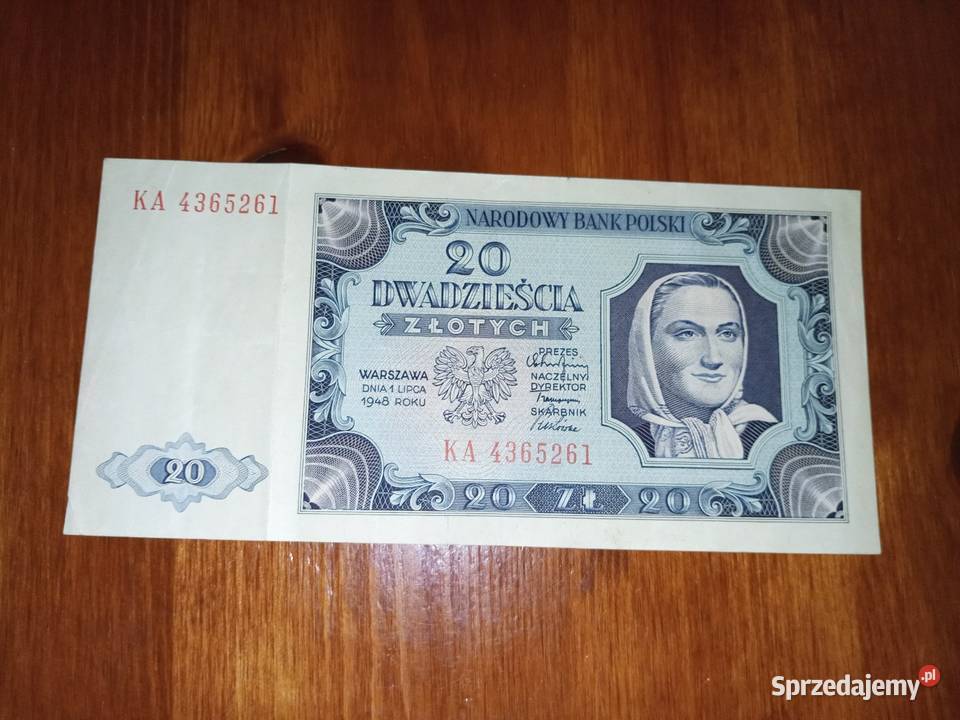 KA 4365261
NARODOWY BANK POLSKI
20
DWADZIEŚCIA
ZŁOTYCH
WARSZAWA
DNIA 1 LIPCA
1948 ROKU
PREZES
NACZELNY
DYREKTOR
SKARBNIK
KA 4365261
20
20 ZŁ 20
Sprzedajemy.pl